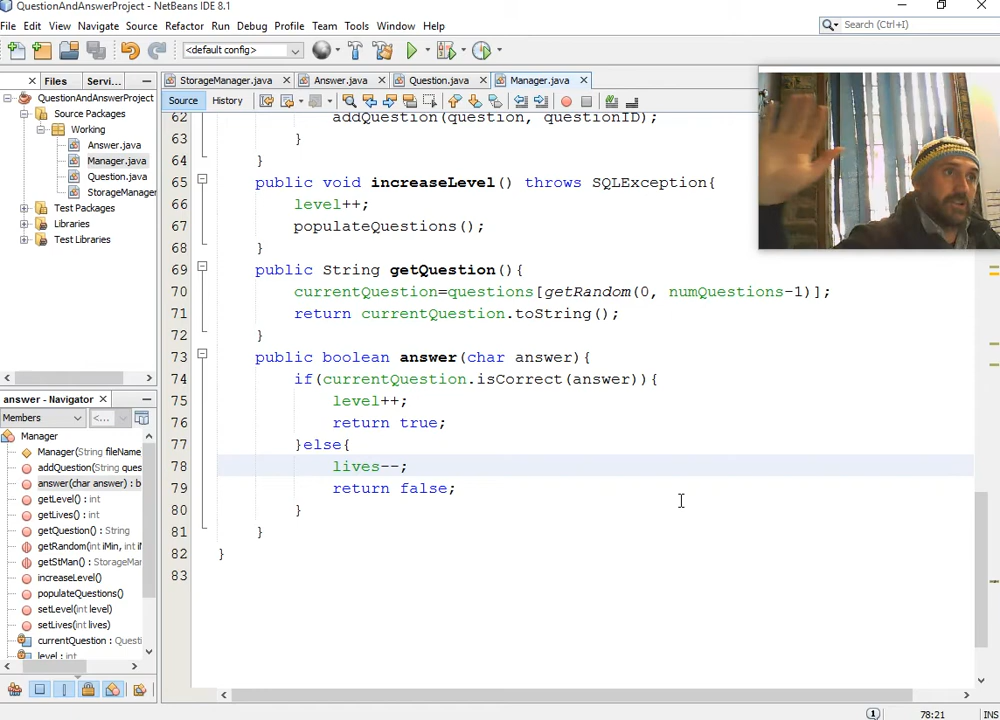 QuestionAndAnswerProject - NetBeans IDE 8.1
File Edit View Navigate Source Refactor Run Debug Profile Team Tools Window Help
<default config>
Search (Ctrl+I)
Files Servi...
StorageManager.java Answer.java Question.java Manager.java
QuestionAndAnswerProject
Source Packages
Working
Answer.java
Manager.java
Question.java
StorageManager
Test Packages
Libraries
Test Libraries
Source History
62 addQuestion(question, questionID);
63 }
64 }
65 public void increaseLevel() throws SQLException{
66 level++;
67 populateQuestions();
68 }
69 public String getQuestion(){
70 currentQuestion=questions[getRandom(0, numQuestions-1)];
71 return currentQuestion.toString();
72 }
73 public boolean answer(char answer){
74 if(currentQuestion.isCorrect(answer)){
75 level++;
76 return true;
77 }else{
78 lives--;
79 return false;
80 }
81 }
82 }
83
answer - Navigator
Members <...
Manager
Manager(String fileName
addQuestion(String ques
answer(char answer) : b
getLevel() : int
getLives() : int
getQuestion() : String
getRandom(int iMin, int i
getStMan() : StorageMar
increaseLevel()
populateQuestions()
setLevel(int level)
setLives(int lives)
currentQuestion : Questi
level : int
1 78:21 INS